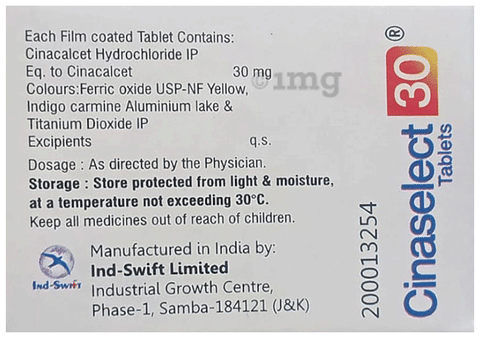 Each Film coated Tablet Contains:
Cinacalcet Hydrochloride IP
Eq. to Cinacalcet 30 mg
Colours:Ferric oxide USP-NF Yellow,
Indigo carmine Aluminium lake &
Titanium Dioxide IP
Excipients q.s.
Dosage : As directed by the Physician.
Storage : Store protected from light & moisture,
at a temperature not exceeding 30°C.
Keep all medicines out of reach of children.
Manufactured in India by:
Ind-Swift Limited
Industrial Growth Centre,
Phase-1, Samba-184121 (J&K)
Ind-Swift
200013254
Cinaselect 30®
Tablets
1mg